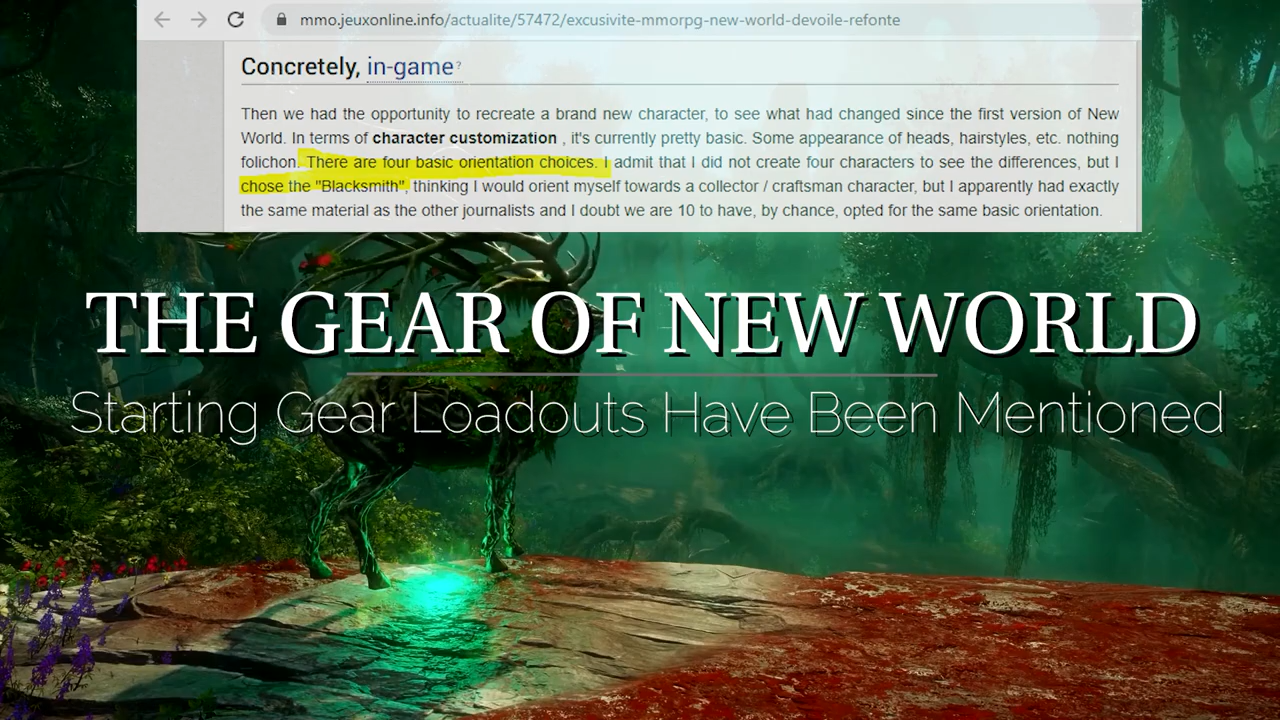 mmo.jeuxonline.info/actualite/57472/excusivite-mmorpg-new-world-devoile-refonte
Concretely, in-game ?
Then we had the opportunity to recreate a brand new character, to see what had changed since the first version of New
World. In terms of character customization , it's currently pretty basic. Some appearance of heads, hairstyles, etc. nothing
folichon. There are four basic orientation choices. I admit that I did not create four characters to see the differences, but I
chose the "Blacksmith", thinking I would orient myself towards a collector / craftsman character, but I apparently had exactly
the same material as the other journalists and I doubt we are 10 to have, by chance, opted for the same basic orientation.
THE GEAR OF NEW WORLD
Starting Gear Loadouts Have Been Mentioned